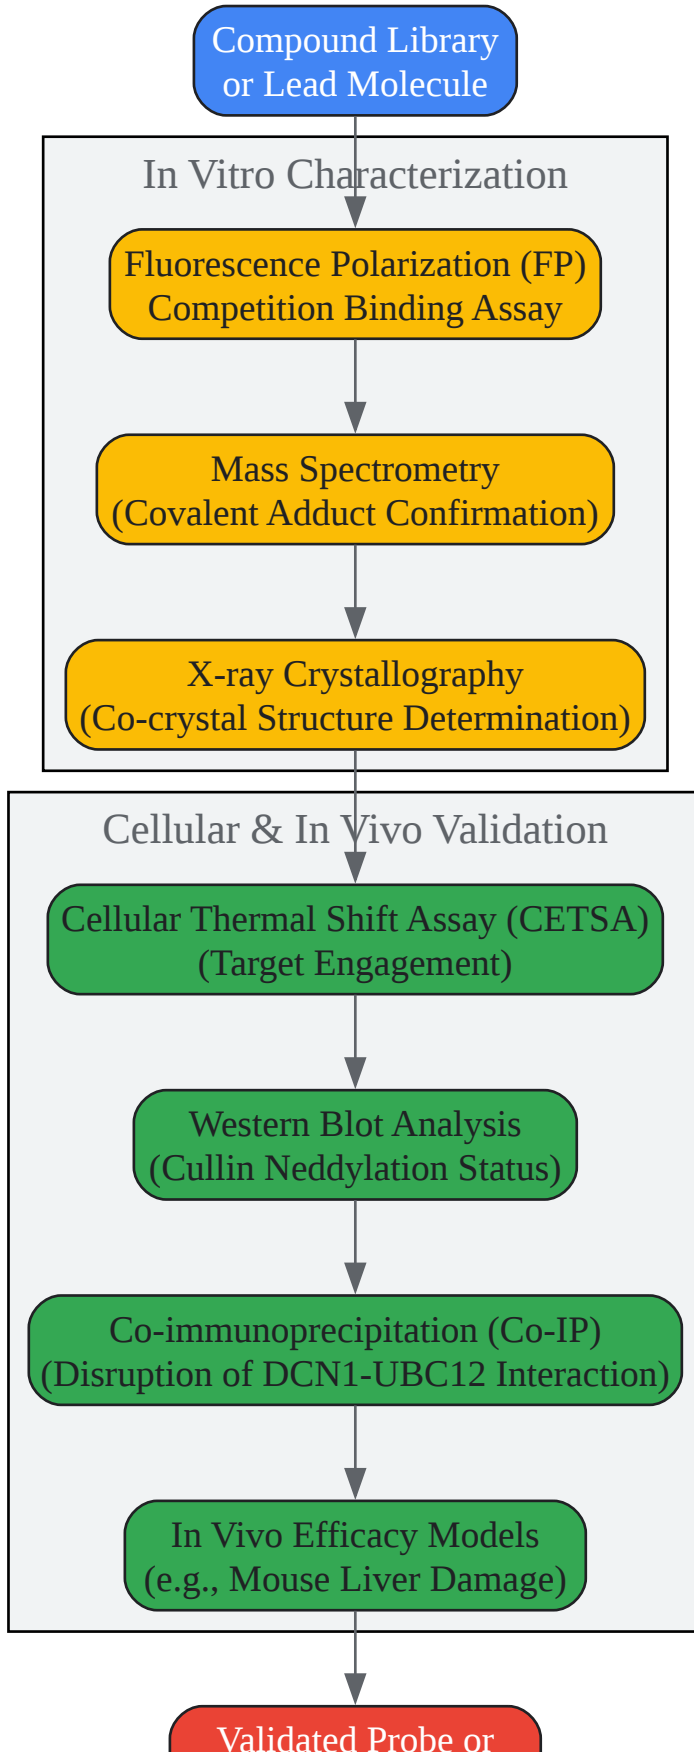 Compound Library
or Lead Molecule
In Vitro Characterization
Fluorescence Polarization (FP)
Competition Binding Assay
Mass Spectrometry
(Covalent Adduct Confirmation)
X-ray Crystallography
(Co-crystal Structure Determination)
Cellular & In Vivo Validation
Cellular Thermal Shift Assay (CETSA)
(Target Engagement)
Western Blot Analysis
(Cullin Neddylation Status)
Co-immunoprecipitation (Co-IP)
(Disruption of DCN1-UBC12 Interaction)
In Vivo Efficacy Models
(e.g., Mouse Liver Damage)
Validated Probe or